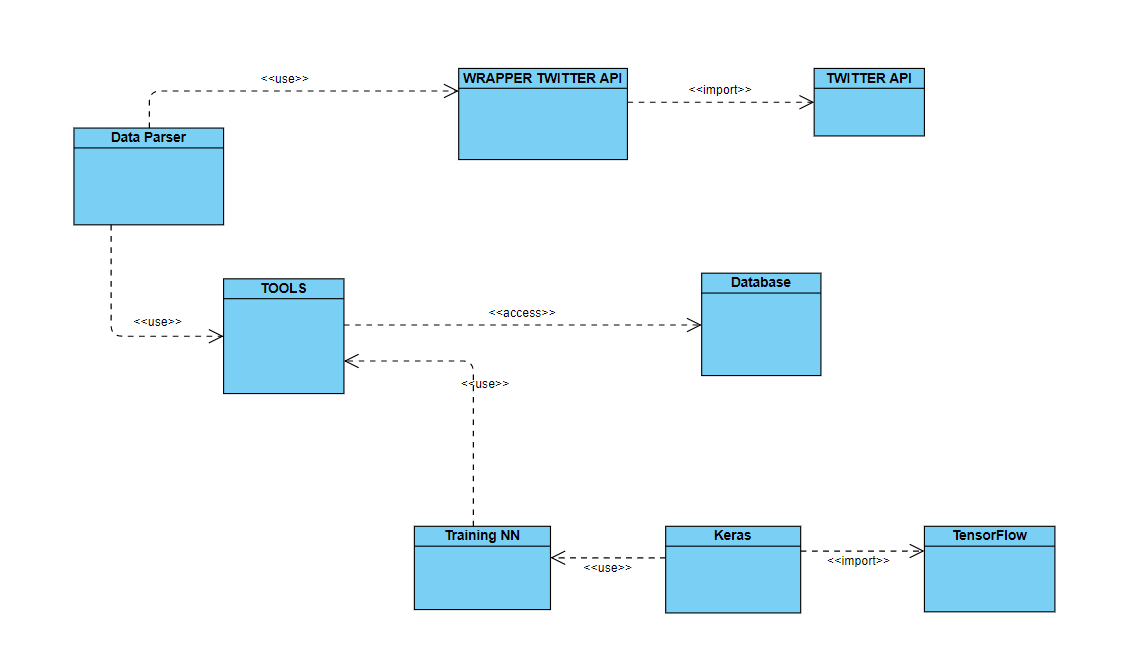 <<use>>
WRAPPER TWITTER API
<<import>>
TWITTER API
Data Parser
<<use>>
TOOLS
<<access>>
Database
<<use>>
Training NN
<<use>>
Keras
<<import>>
TensorFlow